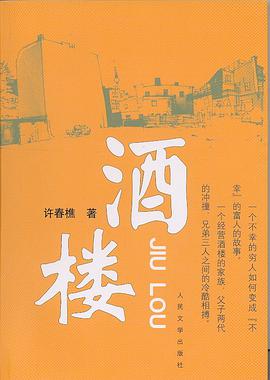 酒楼
JIU LOU
许春樵 著
一个不幸的穷人如何变成“不
幸”的富人的故事。
一个经营酒楼的家族,父子两代
的冲撞,兄弟三人之间的冷酷相搏。
人民文学出版社